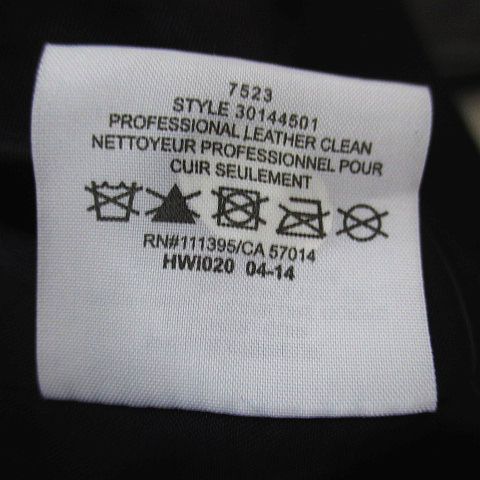 7523
STYLE 30144501
PROFESSIONAL LEATHER CLEAN
NETTOYEUR PROFESSIONNEL POUR
CUIR SEULEMENT
RN#111395/CA 57014
HWI020 04-14